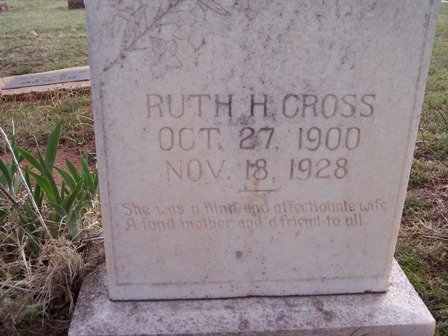 RUTH H. CROSS
OCT. 27, 1900
NOV. 18, 1928
She was a kind and affectionate wife
A fond mother and a friend to all.